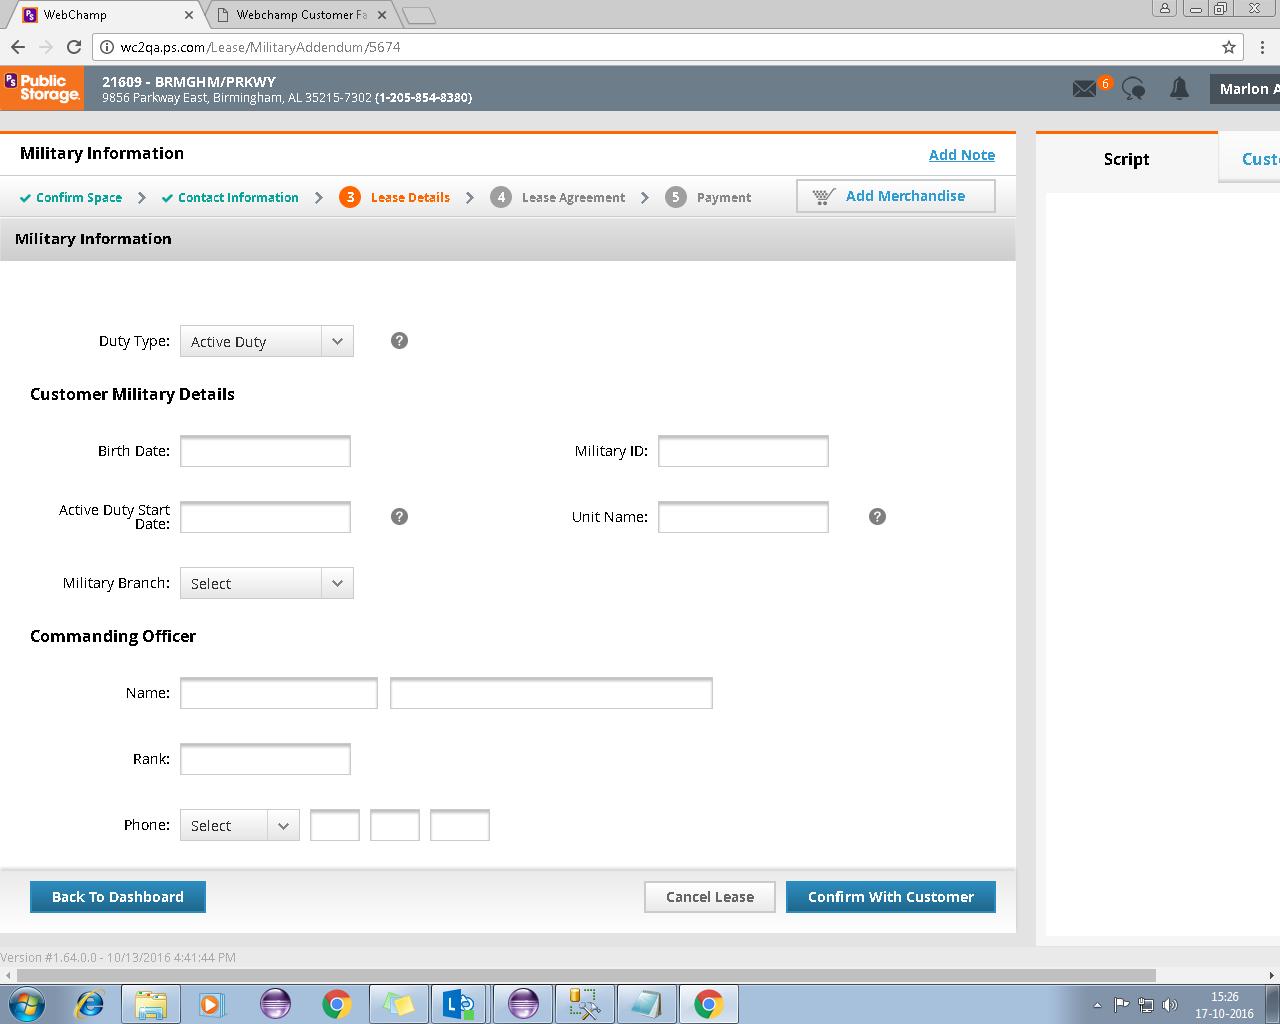 WebChamp
Webchamp Customer Fa
wc2qa.ps.com/Lease/MilitaryAddendum/5674
PS Public Storage.
21609 - BRMGHM/PRKWY
9856 Parkway East, Birmingham, AL 35215-7302 (1-205-854-8380)
6
Marlon A
Military Information
Add Note
Script
Cust
Confirm Space
Contact Information
3 Lease Details
4 Lease Agreement
5 Payment
Add Merchandise
Military Information
Duty Type: Active Duty ?
Customer Military Details
Birth Date:
Military ID:
Active Duty Start Date: ?
Unit Name: ?
Military Branch: Select
Commanding Officer
Name:
Rank:
Phone: Select
Back To Dashboard
Cancel Lease
Confirm With Customer
Version #1.64.0.0 - 10/13/2016 4:41:44 PM
15:26
17-10-2016